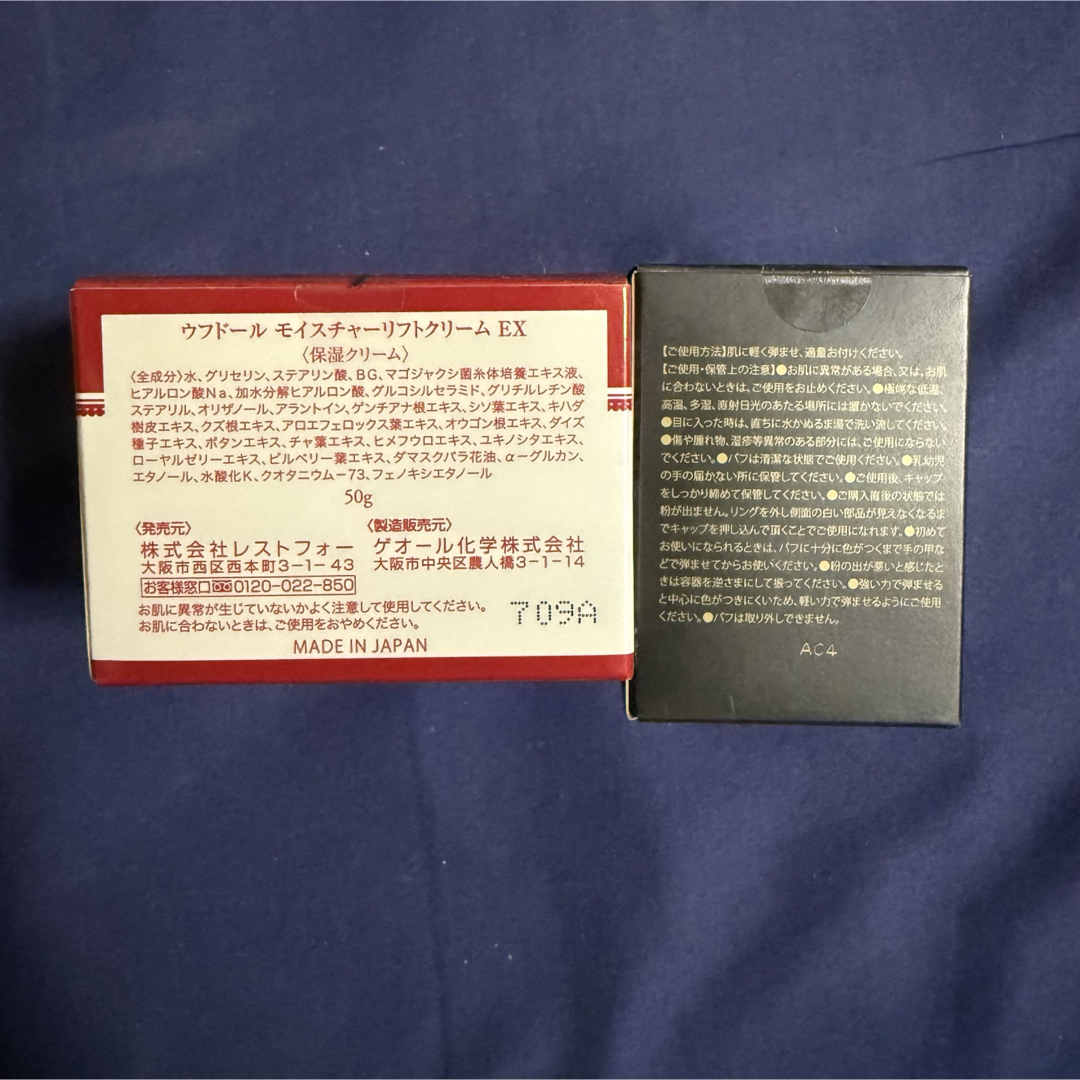 ウフドール モイスチャーリフトクリーム EX
〈保湿クリーム〉
〈全成分〉水、グリセリン、ステアリン酸、BG、マゴジャクシ菌糸体培養エキス液、
ヒアルロン酸Na、加水分解ヒアルロン酸、グルコシルセラミド、グリチルレチン酸
ステアリル、オリザノール、アラントイン、ゲンチアナ根エキス、シソ葉エキス、キハダ
樹皮エキス、クズ根エキス、アロエフェロックス葉エキス、オウゴン根エキス、ダイズ
種子エキス、ボタンエキス、チャ葉エキス、ヒメフウロエキス、ユキノシタエキス、
ローヤルゼリーエキス、ビルベリー葉エキス、ダマスクバラ花油、α−グルカン、
エタノール、水酸化K、クオタニウム−73、フェノキシエタノール
50g
〈発売元〉
株式会社レストフォー
大阪市西区西本町3−1−43
お客様窓口 0120-022-850
〈製造販売元〉
ゲオール化学株式会社
大阪市中央区農人橋3−1−14
お肌に異常が生じていないかよく注意して使用してください。
お肌に合わないときは、ご使用をおやめください。
709A
MADE IN JAPAN
【ご使用方法】肌に軽く弾ませ、適量お付けください。
【ご使用・保管上の注意】●お肌に異常がある場合、又は、お肌
に合わないときは、ご使用をお止めください。●極端な低温、
高温、多湿、直射日光のあたる場所には置かないでください。
●目に入った時は、直ちに水かぬるま湯で洗い流してください。
●傷や腫れ物、湿疹等異常のある部分には、ご使用にならない
でください。●パフは清潔な状態でご使用ください。●乳幼児
の手の届かない所に保管してください。●ご使用後、キャップ
をしっかり締めて保管してください。●ご購入直後の状態では
粉が出ません。リングを外し側面の白い部品が見えなくなるま
でキャップを押し込んで頂くことでご使用になれます。●初めて
お使いになられるときは、パフに十分に色がつくまで手の甲な
どで弾ませてからお使いください。●粉の出が悪いと感じたと
きは容器を逆さまにして振ってください。●強い力で弾ませる
と中心に色がつきにくいため、軽い力で弾ませるようにご使用
ください。●パフは取り外しできません。
AC4